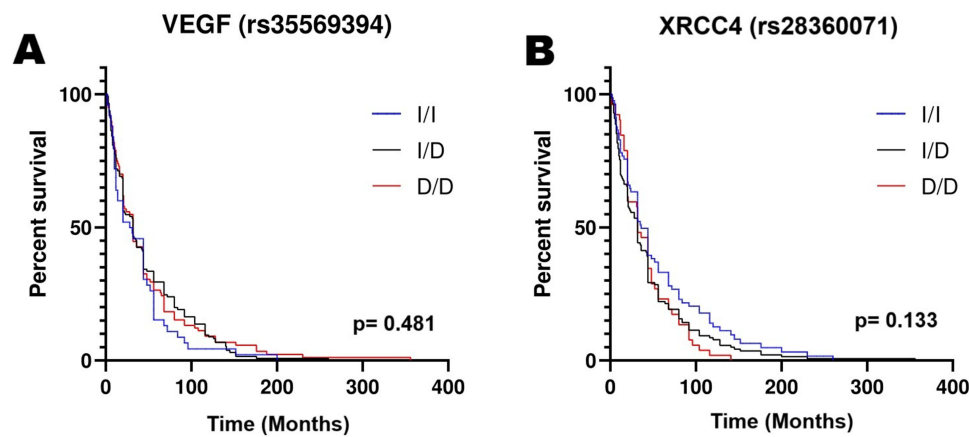 A
VEGF (rs35569394)
Percent survival
100
50
0
I/I
I/D
D/D
p= 0.481
0 100 200 300 400
Time (Months)
B
XRCC4 (rs28360071)
Percent survival
100
50
0
I/I
I/D
D/D
p= 0.133
0 100 200 300 400
Time (Months)